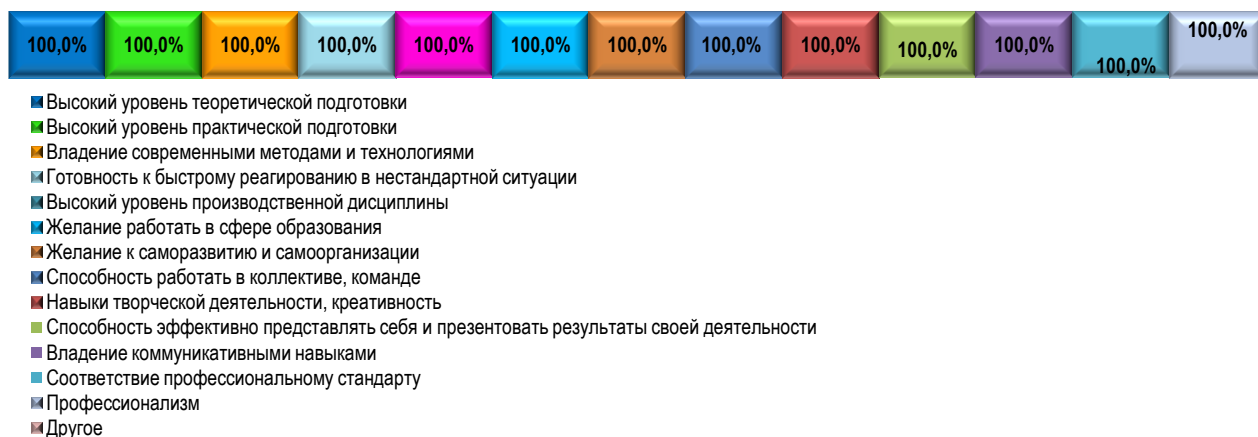 100,0% 100,0% 100,0% 100,0% 100,0% 100,0% 100,0% 100,0% 100,0% 100,0% 100,0% 100,0% 100,0%
Высокий уровень теоретической подготовки
Высокий уровень практической подготовки
Владение современными методами и технологиями
Готовность к быстрому реагированию в нестандартной ситуации
Высокий уровень производственной дисциплины
Желание работать в сфере образования
Желание к саморазвитию и самоорганизации
Способность работать в коллективе, команде
Навыки творческой деятельности, креативность
Способность эффективно представлять себя и презентовать результаты своей деятельности
Владение коммуникативными навыками
Соответствие профессиональному стандарту
Профессионализм
Другое